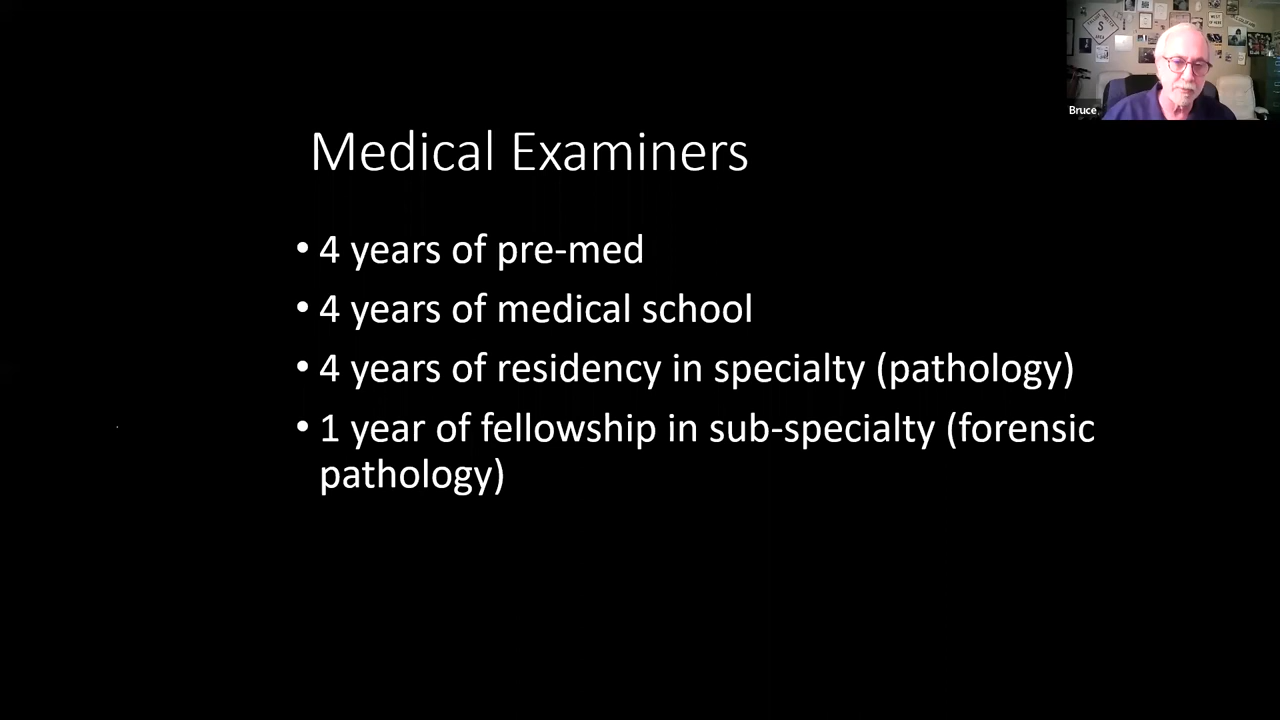 Bruce
Medical Examiners
• 4 years of pre-med
• 4 years of medical school
• 4 years of residency in specialty (pathology)
• 1 year of fellowship in sub-specialty (forensic
pathology)